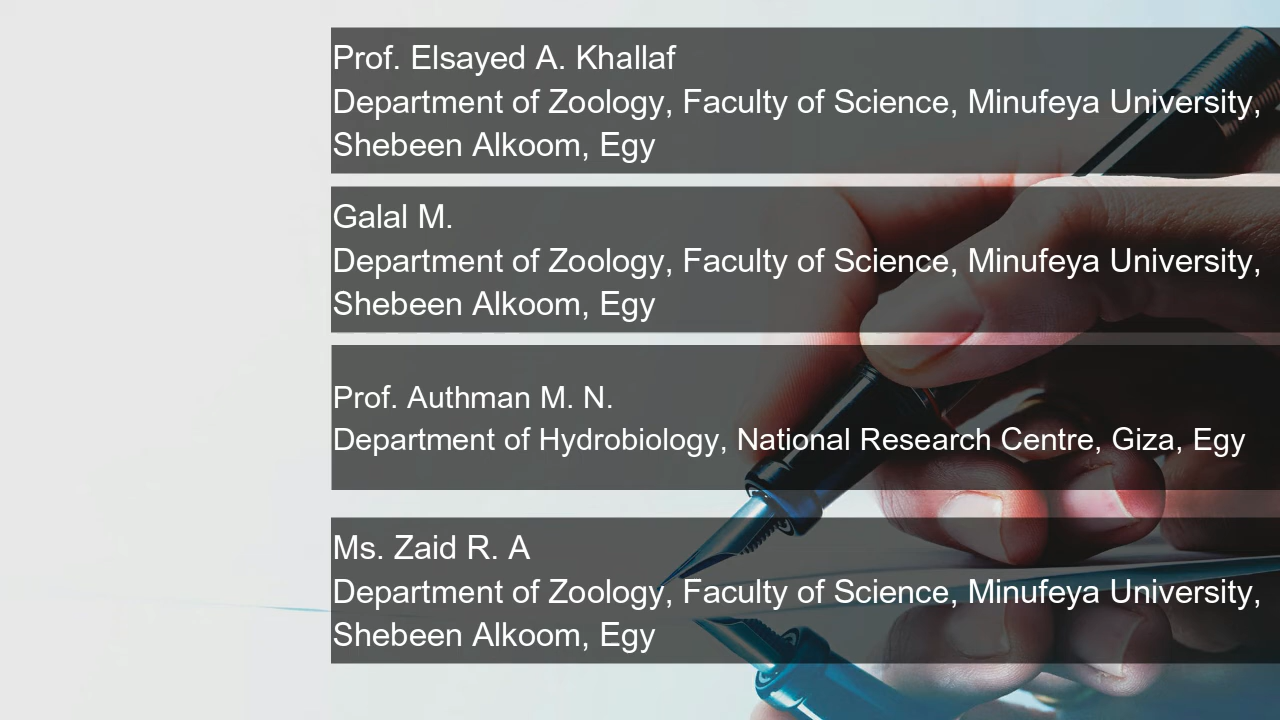 Prof. Elsayed A. Khallaf
Department of Zoology, Faculty of Science, Minufeya University,
Shebeen Alkoom, Egy
Galal M.
Department of Zoology, Faculty of Science, Minufeya University,
Shebeen Alkoom, Egy
Prof. Authman M. N.
Department of Hydrobiology, National Research Centre, Giza, Egy
Ms. Zaid R. A
Department of Zoology, Faculty of Science, Minufeya University,
Shebeen Alkoom, Egy